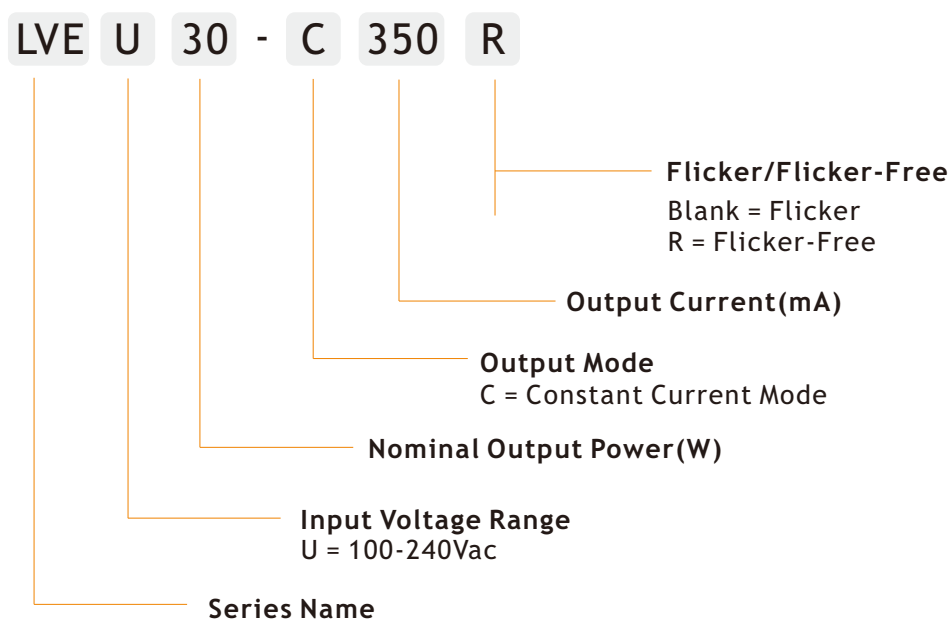 LVE U 30 - C 350 R
Flicker/Flicker-Free
Blank = Flicker
R = Flicker-Free
Output Current(mA)
Output Mode
C = Constant Current Mode
Nominal Output Power(W)
Input Voltage Range
U = 100-240Vac
Series Name